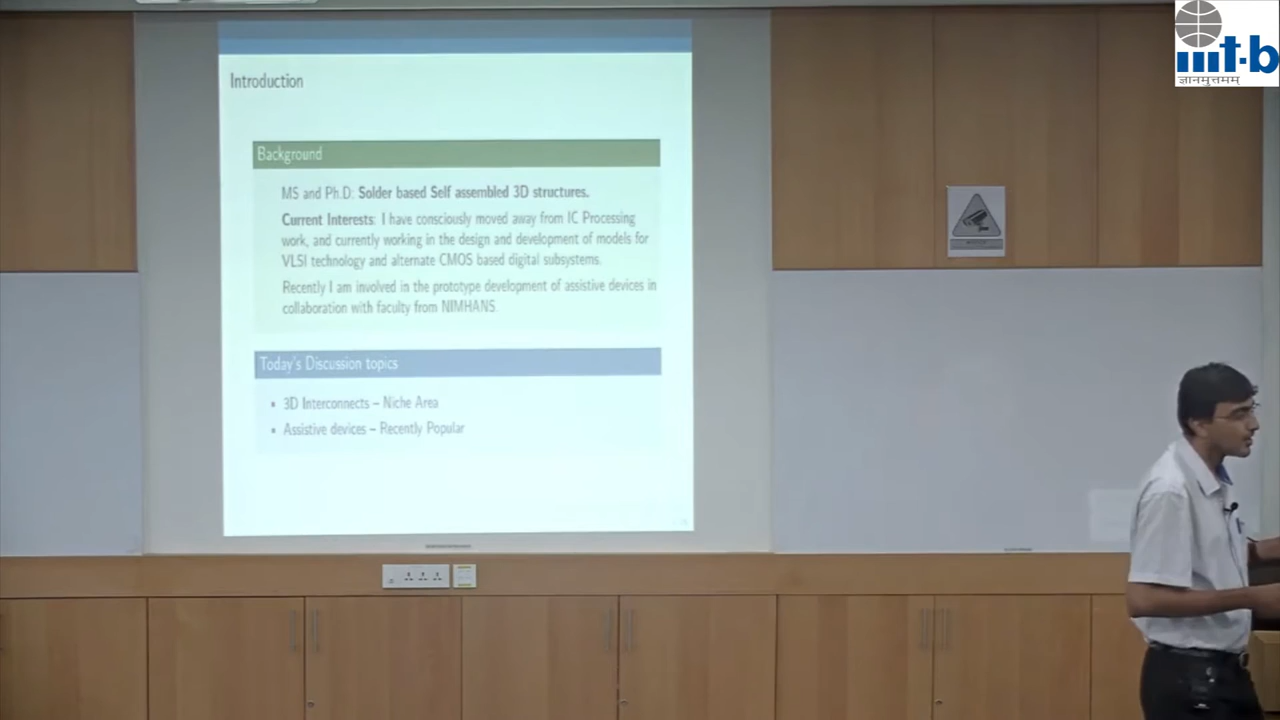 iiit-b
ज्ञानमुत्तमम्
Introduction
Background
MS and Ph.D: Solder based Self assembled 3D structures.
Current Interests: I have consciously moved away from IC Processing
work, and currently working in the design and development of models for
VLSI technology and alternate CMOS based digital subsystems.
Recently I am involved in the prototype development of assistive devices in
collaboration with faculty from NIMHANS.
Today's Discussion topics
3D Interconnects – Niche Area
Assistive devices – Recently Popular